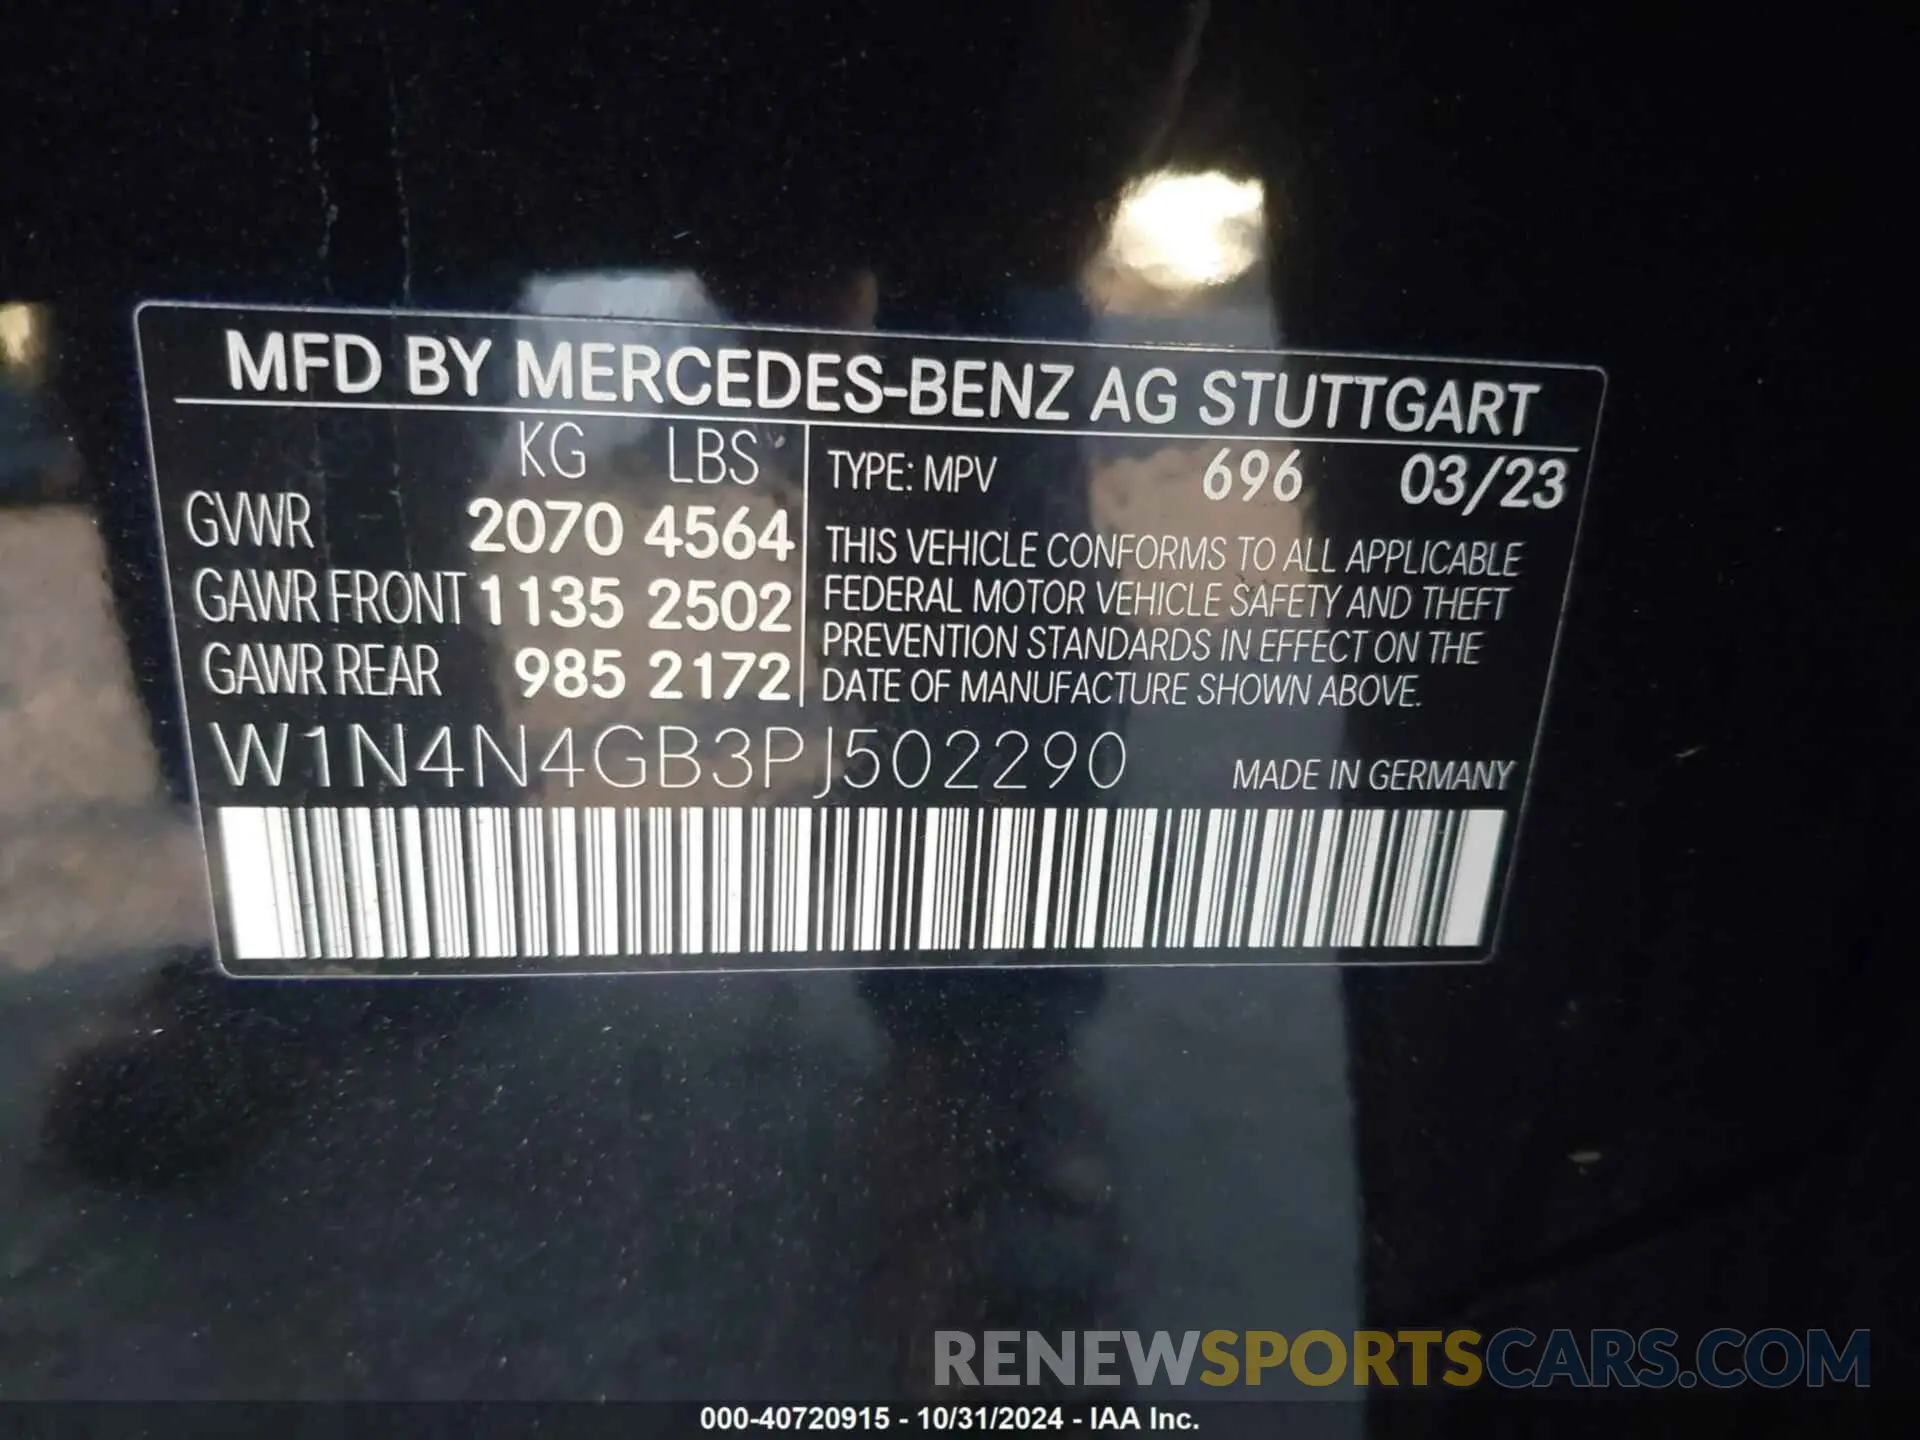 MFD BY MERCEDES-BENZ AG STUTTGART
KG LBS
GVWR 2070 4564
GAWR FRONT 1135 2502
GAWR REAR 985 2172
TYPE: MPV 696 03/23
THIS VEHICLE CONFORMS TO ALL APPLICABLE
FEDERAL MOTOR VEHICLE SAFETY AND THEFT
PREVENTION STANDARDS IN EFFECT ON THE
DATE OF MANUFACTURE SHOWN ABOVE.
W1N4N4GB3PJ502290 MADE IN GERMANY
RENEWSPORTSCARS.COM
000-40720915 - 10/31/2024 - IAA Inc.